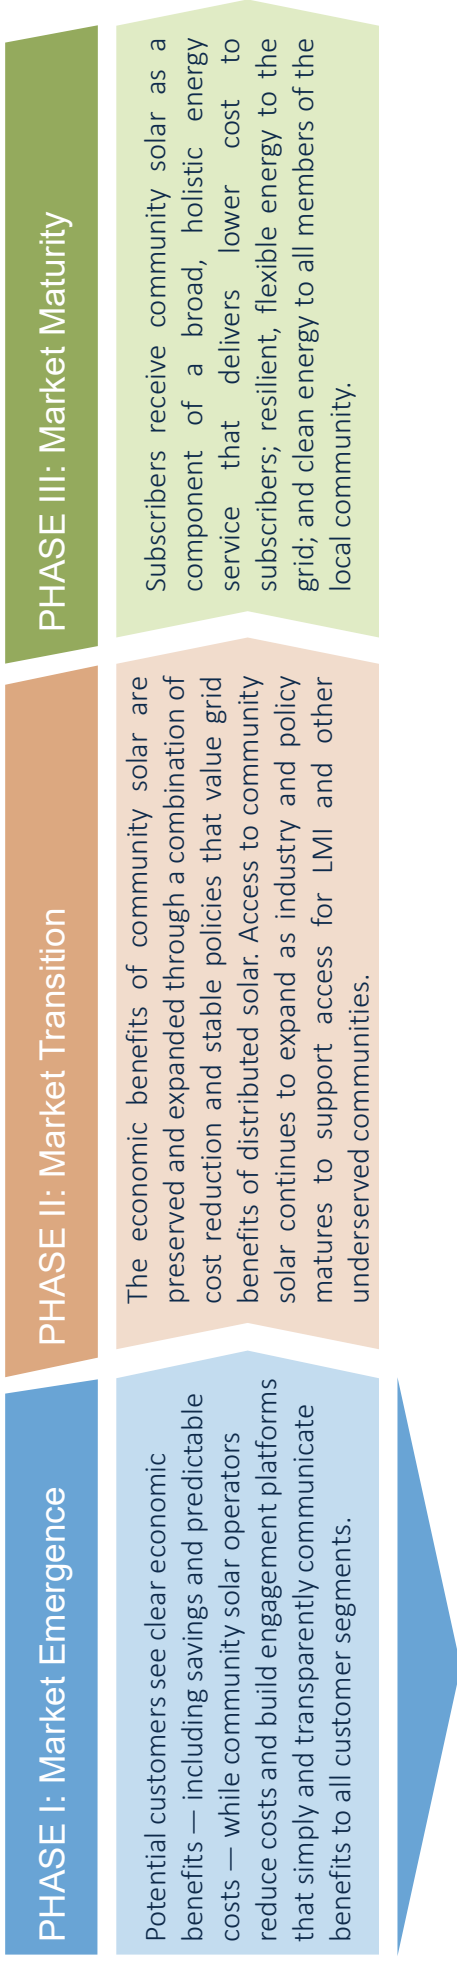 PHASE I: Market Emergence
Potential customers see clear economic
benefits — including savings and predictable
costs — while community solar operators
reduce costs and build engagement platforms
that simply and transparently communicate
benefits to all customer segments.
PHASE II: Market Transition
The economic benefits of community solar are
preserved and expanded through a combination of
cost reduction and stable policies that value grid
benefits of distributed solar. Access to community
solar continues to expand as industry and policy
matures to support access for LMI and other
underserved communities.
PHASE III: Market Maturity
Subscribers receive community solar as a
component of a broad, holistic energy
service that delivers lower cost to
subscribers; resilient, flexible energy to the
grid; and clean energy to all members of the
local community.